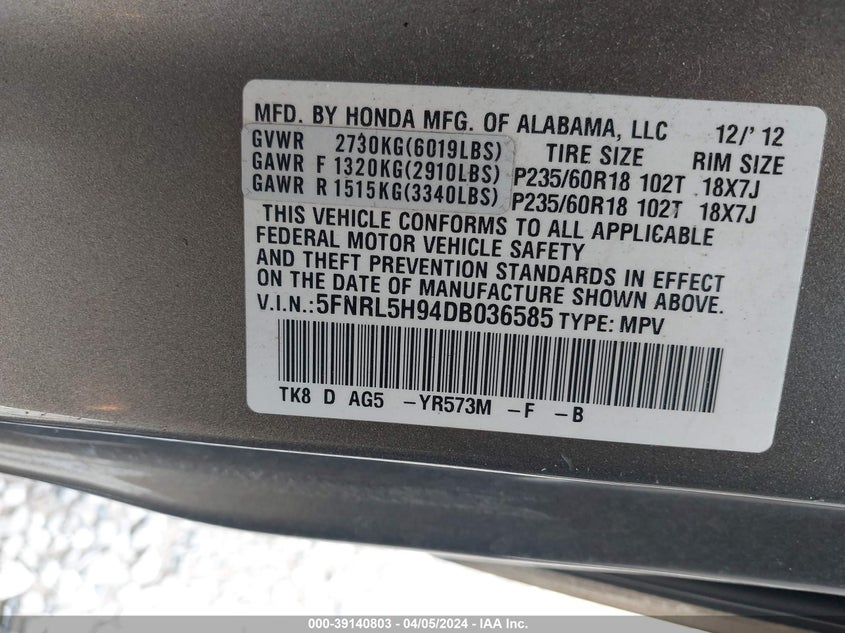 MFD. BY HONDA MFG. OF ALABAMA, LLC 12/'12
GVWR 2730KG(6019LBS) TIRE SIZE RIM SIZE
GAWR F 1320KG(2910LBS) P235/60R18 102T 18X7J
GAWR R 1515KG(3340LBS) P235/60R18 102T 18X7J
THIS VEHICLE CONFORMS TO ALL APPLICABLE
FEDERAL MOTOR VEHICLE SAFETY
AND THEFT PREVENTION STANDARDS IN EFFECT
ON THE DATE OF MANUFACTURE SHOWN ABOVE.
V.I.N.:5FNRL5H94DB036585 TYPE: MPV
TK8 D AG5 -YR573M -F -B
000-39140803 - 04/05/2024 - IAA Inc.